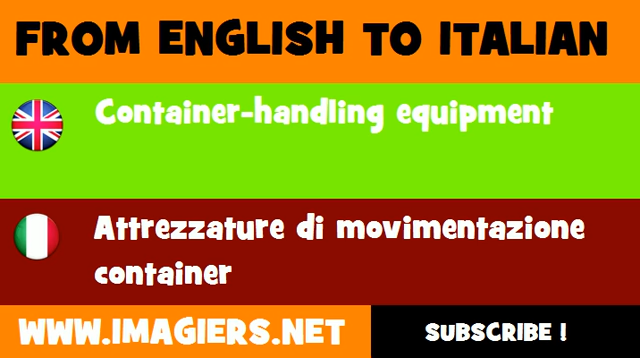 FROM ENGLISH TO ITALIAN
Container-handling equipment
Attrezzature di movimentazione
container
WWW.IMAGIERS.NET
SUBSCRIBE !